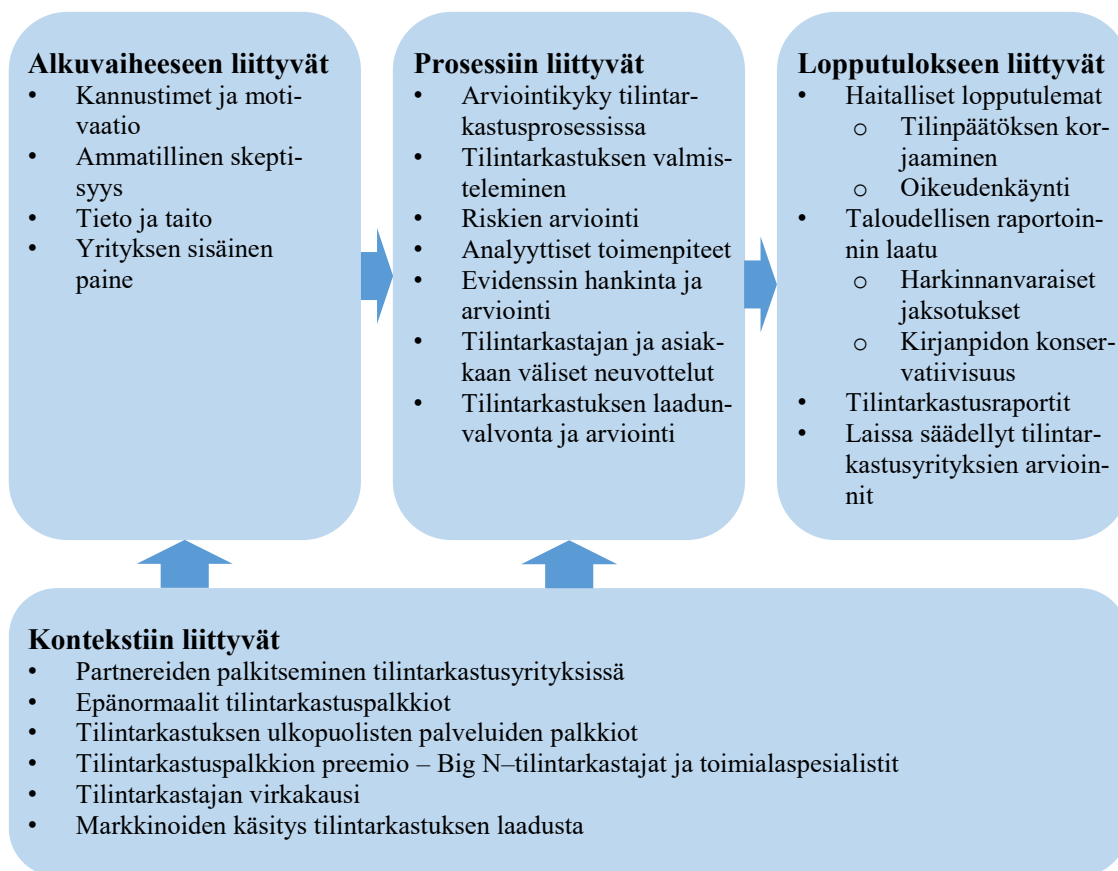 Alkuvaiheeseen liittyvät
• Kannustimet ja moti-
vaatio
• Ammatillinen skepti-
syys
• Tieto ja taito
• Yrityksen sisäinen
paine
Prosessiin liittyvät
• Arviointikyky tilintar-
kastusprosessissa
• Tilintarkastuksen valmis-
teleminen
• Riskien arviointi
• Analyyttiset toimenpiteet
• Evidenssin hankinta ja
arviointi
• Tilintarkastajan ja asiak-
kaan väliset neuvottelut
• Tilintarkastuksen laadun-
valvonta ja arviointi
Lopputulokseen liittyvät
• Haitalliset lopputulemat
o Tilinpäätöksen kor-
jaaminen
o Oikeudenkäynti
• Taloudellisen raportoin-
nin laatu
o Harkinnanvaraiset
jaksotukset
o Kirjanpidon konser-
vatiivisuus
• Tilintarkastusraportit
• Laissa säädellyt tilintar-
kastusyrityksien arvioin-
nit
Kontekstiin liittyvät
• Partnereiden palkitseminen tilintarkastusyrityksissä
• Epänormaalit tilintarkastuspalkkiot
• Tilintarkastuksen ulkopuolisten palveluiden palkkiot
• Tilintarkastuspalkkion preemio – Big N–tilintarkastajat ja toimialaspesialistit
• Tilintarkastajan virkakausi
• Markkinoiden käsitys tilintarkastuksen laadusta